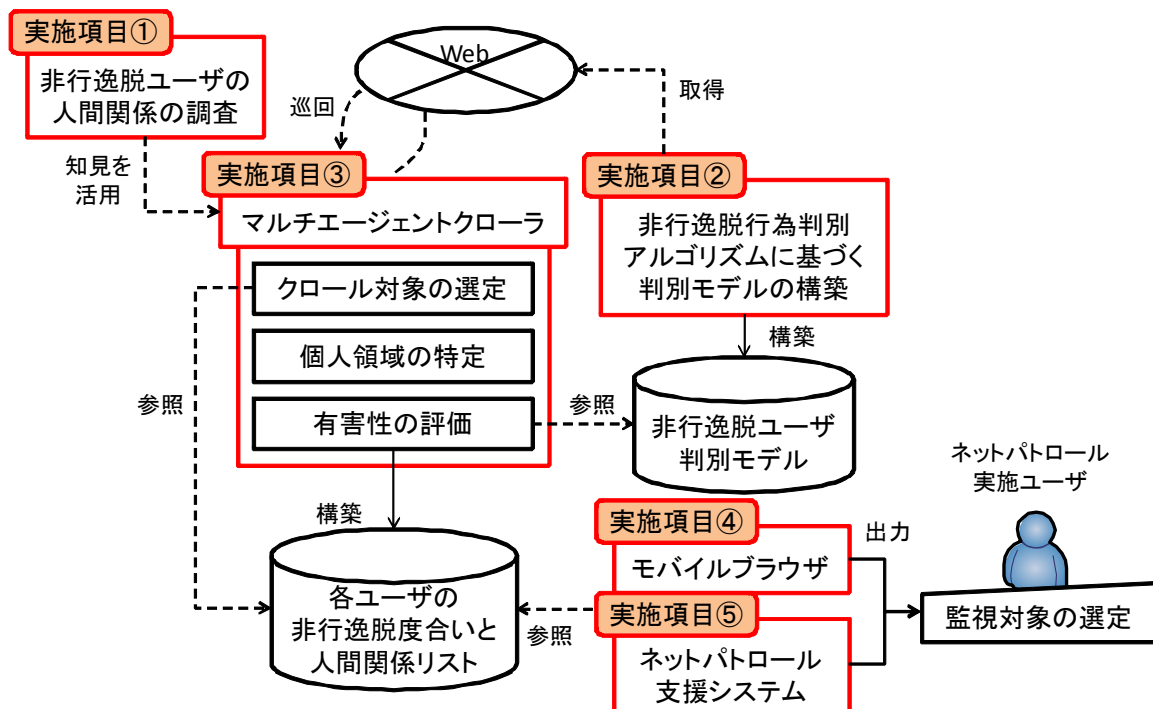 実施項目①
非行逸脱ユーザの
人間関係の調査
Web
巡回
取得
知見を
活用
実施項目③
マルチエージェントクローラ
実施項目②
非行逸脱行為判別
アルゴリズムに基づく
判別モデルの構築
クロール対象の選定
個人領域の特定
有害性の評価
参照
参照
構築
非行逸脱ユーザ
判別モデル
構築
各ユーザの
非行逸脱度合いと
人間関係リスト
参照
実施項目④
モバイルブラウザ
実施項目⑤
ネットパトロール
支援システム
出力
ネットパトロール
実施ユーザ
監視対象の選定